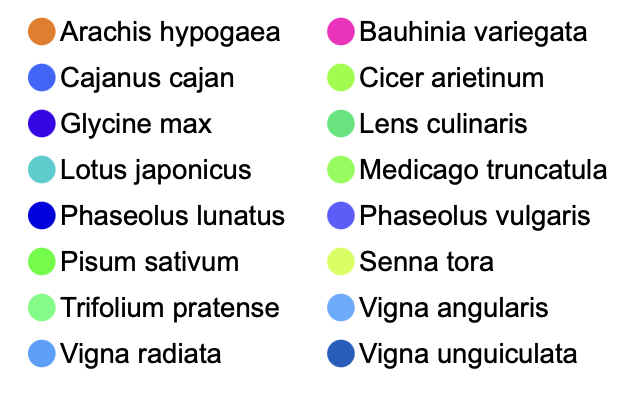 Arachis hypogaea Bauhinia variegata
Cajanus cajan Cicer arietinum
Glycine max Lens culinaris
Lotus japonicus Medicago truncatula
Phaseolus lunatus Phaseolus vulgaris
Pisum sativum Senna tora
Trifolium pratense Vigna angularis
Vigna radiata Vigna unguiculata